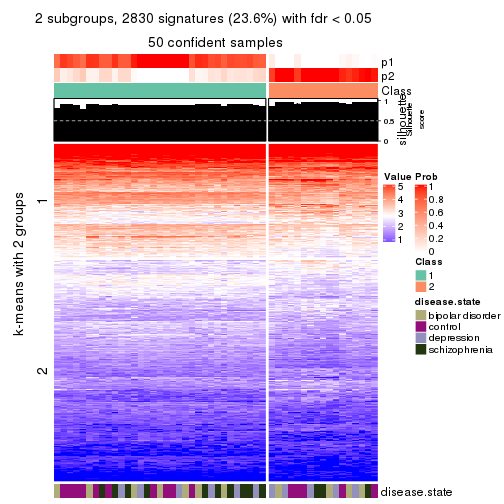 2 subgroups, 2830 signatures (23.6%) with fdr < 0.05
50 confident samples
p1
p2
Class
silhouette
Silhouette
score
1
0.5
0
k-means with 2 groups
1
2
Value
5
4
3
2
1
Prob
1
0.8
0.6
0.4
0.2
0
Class
1
2
disease.state
bipolar disorder
control
depression
schizophrenia
disease.state